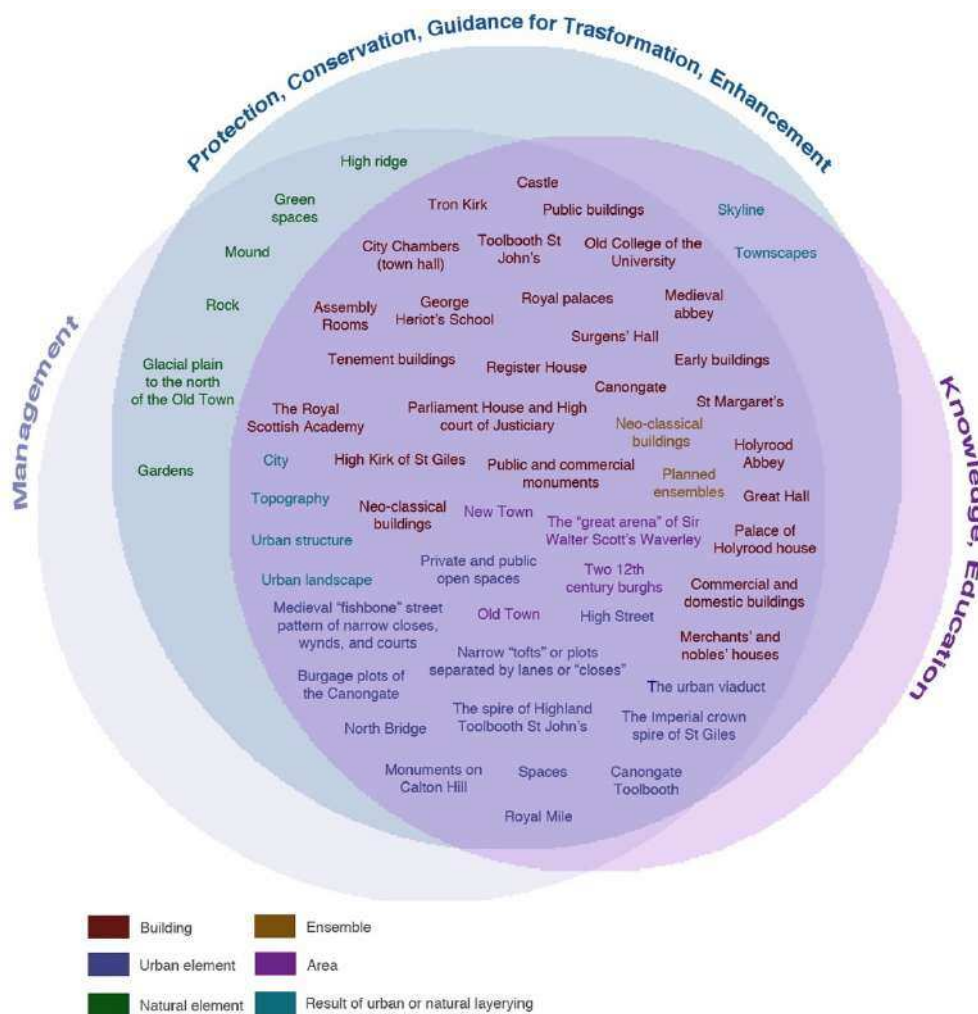 Protection, Conservation, Guidance for Trasformation, Enhancement
Management
Knowledge, Education
High ridge
Castle
Green
spaces
Tron Kirk
Public buildings
Skyline
Mound
City Chambers
(town hall)
Toolbooth St
John's
Old College of the
University
Townscapes
Rock
Assembly
Rooms
George
Heriot's School
Royal palaces
Medieval
abbey
Surgens' Hall
Glacial plain
to the north
of the Old Town
Tenement buildings
Register House
Early buildings
Canongate
The Royal
Scottish Academy
Parliament House and High
court of Justiciary
Neo-classical
buildings
St Margaret's
Gardens
City
High Kirk of St Giles
Public and commercial
monuments
Planned
ensembles
Holyrood
Abbey
Topography
Neo-classical
buildings
New Town
The "great arena" of Sir
Walter Scott's Waverley
Great Hall
Urban structure
Palace of
Holyrood house
Urban landscape
Private and public
open spaces
Two 12th
century burghs
Commercial and
domestic buildings
Medieval "fishbone" street
pattern of narrow closes,
wynds, and courts
Old Town
High Street
Merchants' and
nobles' houses
Burgage plots of
the Canongate
Narrow "tofts" or plots
separated by lanes or "closes"
The urban viaduct
North Bridge
The spire of Highland
Toolbooth St John's
The Imperial crown
spire of St Giles
Monuments on
Calton Hill
Spaces
Canongate
Toolbooth
Royal Mile
Building
Ensemble
Urban element
Area
Natural element
Result of urban or natural layerying